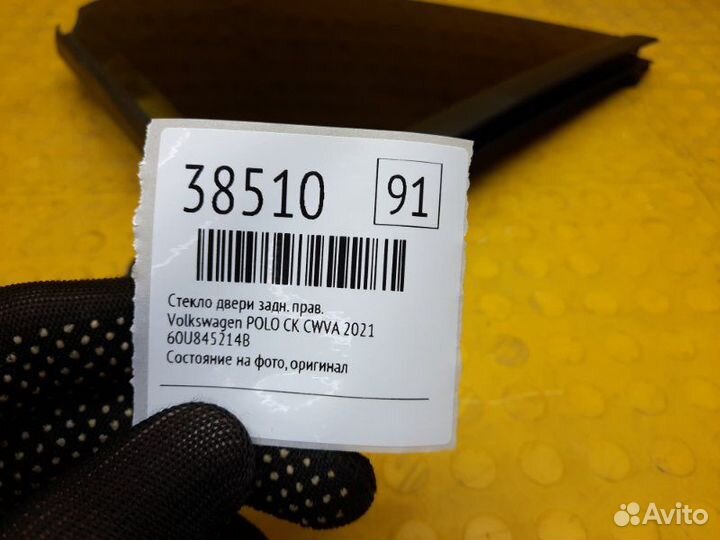 38510 91
Стекло двери задн. прав.
Volkswagen POLO CK CWVA 2021
60U845214B
Состояние на фото, оригинал
Avito